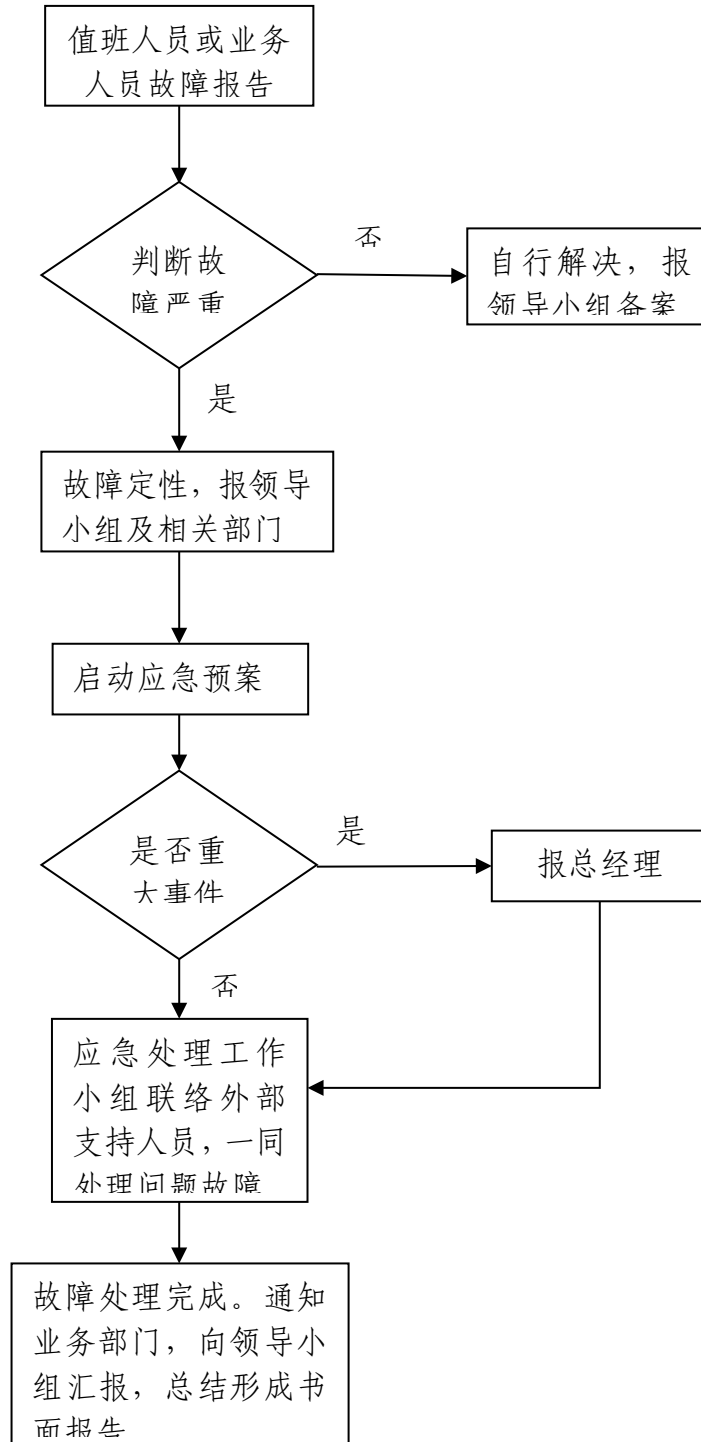 值班人员或业务
人员故障报告
判断故
障严重
否
自行解决，报
领导小组备案
是
故障定性，报领导
小组及相关部门
启动应急预案
是否重
大事件
是
报总经理
否
应急处理工作
小组联络外部
支持人员，一同
处理问题故障
故障处理完成。通知
业务部门，向领导小
组汇报，总结形成书
面报告